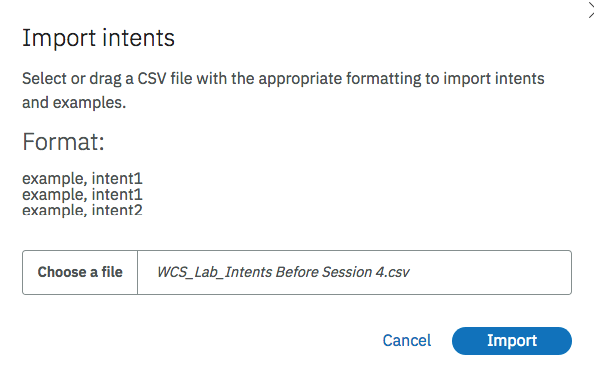 Import intents
Select or drag a CSV file with the appropriate formatting to import intents
and examples.
Format:
example, intent1
example, intent1
example, intent2
Choose a file WCS_Lab_Intents Before Session 4.csv
Cancel Import